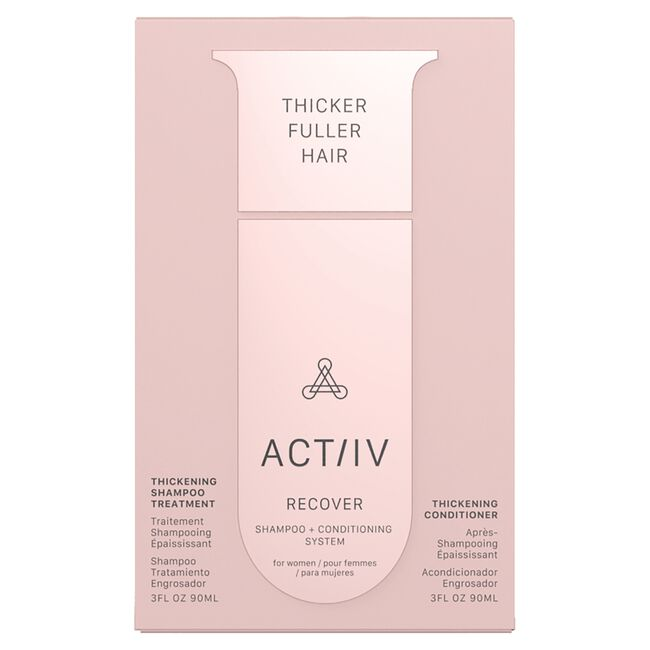 THICKER
FULLER
HAIR
ACT/IV
RECOVER
SHAMPOO + CONDITIONING
SYSTEM
for women / pour femmes
/ para mujeres
THICKENING
SHAMPOO
TREATMENT
Traitement
Shampooing
Épaississant
Shampoo
Tratamiento
Engrosador
3FL OZ 90ML
THICKENING
CONDITIONER
Après-
Shampooing
Épaississant
Acondicionador
Engrosador
3FL OZ 90ML